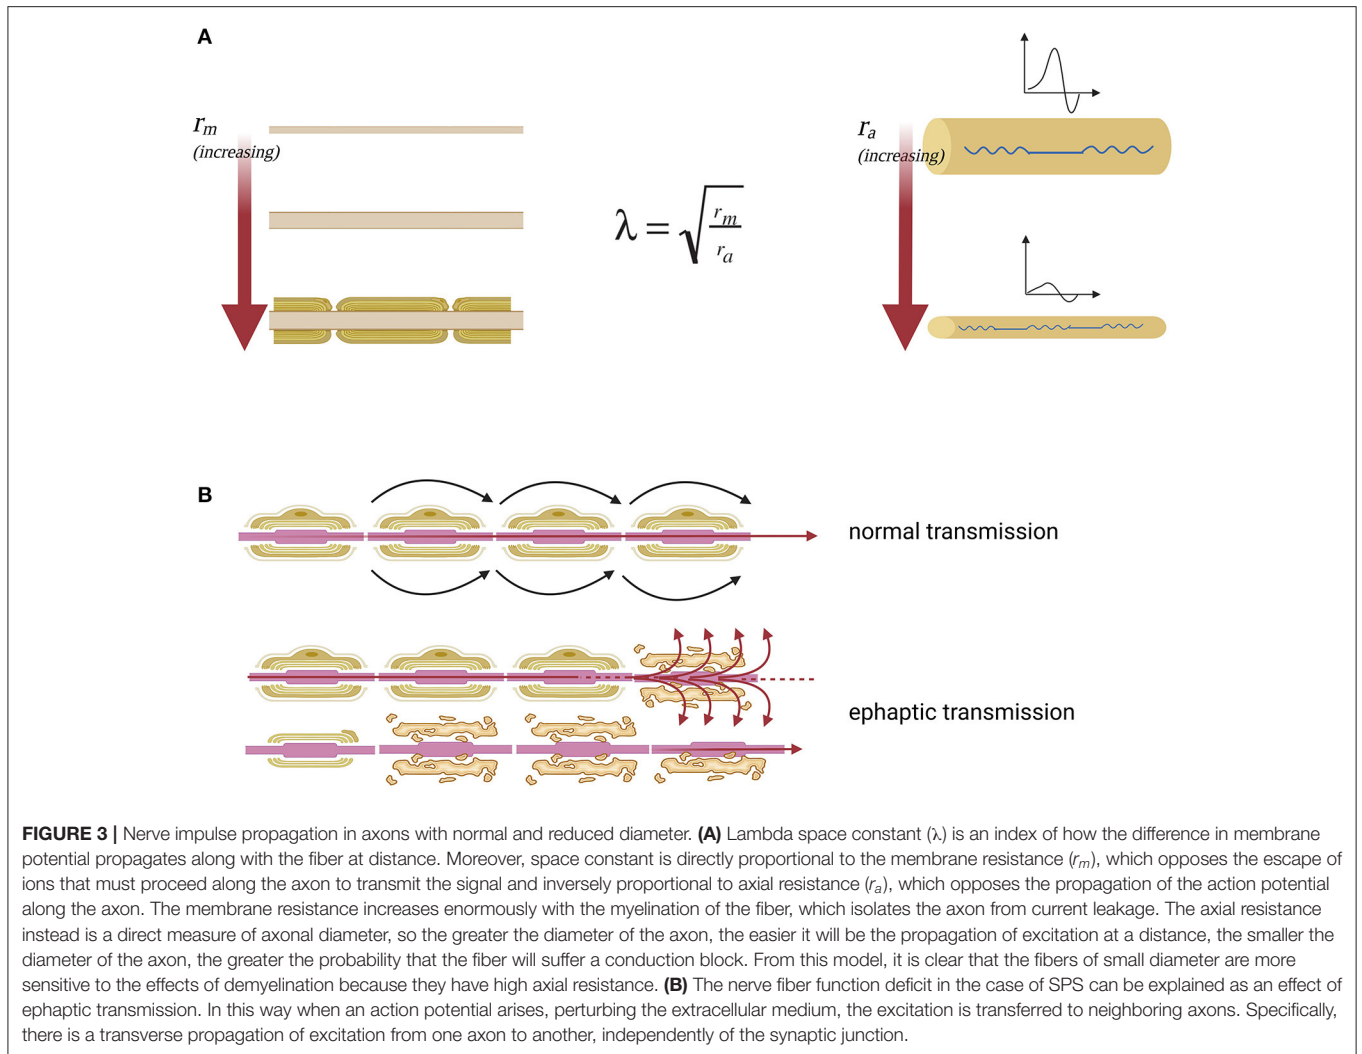 A
r_m
(increasing)
λ = √(r_m / r_a)
r_a
(increasing)
B
normal transmission
ephaptic transmission
FIGURE 3 | Nerve impulse propagation in axons with normal and reduced diameter. (A) Lambda space constant (λ) is an index of how the difference in membrane
potential propagates along with the fiber at distance. Moreover, space constant is directly proportional to the membrane resistance (r_m), which opposes the escape of
ions that must proceed along the axon to transmit the signal and inversely proportional to axial resistance (r_a), which opposes the propagation of the action potential
along the axon. The membrane resistance increases enormously with the myelination of the fiber, which isolates the axon from current leakage. The axial resistance
instead is a direct measure of axonal diameter, so the greater the diameter of the axon, the easier it will be the propagation of excitation at a distance, the smaller the
diameter of the axon, the greater the probability that the fiber will suffer a conduction block. From this model, it is clear that the fibers of small diameter are more
sensitive to the effects of demyelination because they have high axial resistance. (B) The nerve fiber function deficit in the case of SPS can be explained as an effect of
ephaptic transmission. In this way when an action potential arises, perturbing the extracellular medium, the excitation is transferred to neighboring axons. Specifically,
there is a transverse propagation of excitation from one axon to another, independently of the synaptic junction.